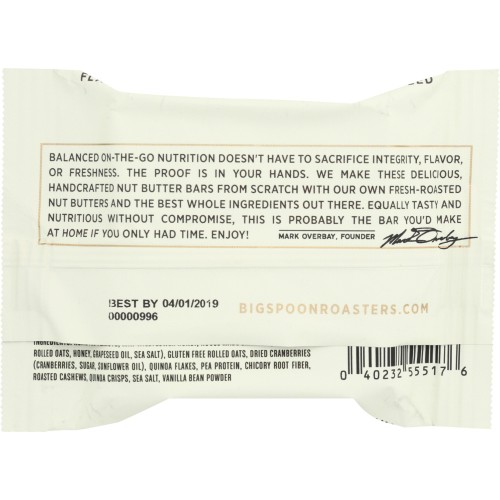 BALANCED ON-THE-GO NUTRITION DOESN'T HAVE TO SACRIFICE INTEGRITY, FLAVOR,
OR FRESHNESS. THE PROOF IS IN YOUR HANDS. WE MAKE THESE DELICIOUS,
HANDCRAFTED NUT BUTTER BARS FROM SCRATCH WITH OUR OWN FRESH-ROASTED
NUT BUTTERS AND THE BEST WHOLE INGREDIENTS OUT THERE. EQUALLY TASTY AND
NUTRITIOUS WITHOUT COMPROMISE, THIS IS PROBABLY THE BAR YOU'D MAKE
AT HOME IF YOU ONLY HAD TIME. ENJOY! MARK OVERBAY, FOUNDER
BEST BY 04/01/2019
00000996
BIGSPOONROASTERS.COM
ROLLED OATS, HONEY, GRAPESEED OIL, SEA SALT), GLUTEN FREE ROLLED OATS, DRIED CRANBERRIES
(CRANBERRIES, SUGAR, SUNFLOWER OIL), QUINOA FLAKES, PEA PROTEIN, CHICORY ROOT FIBER,
ROASTED CASHEWS, QUINOA CRISPS, SEA SALT, VANILLA BEAN POWDER
0 40232 55517 6